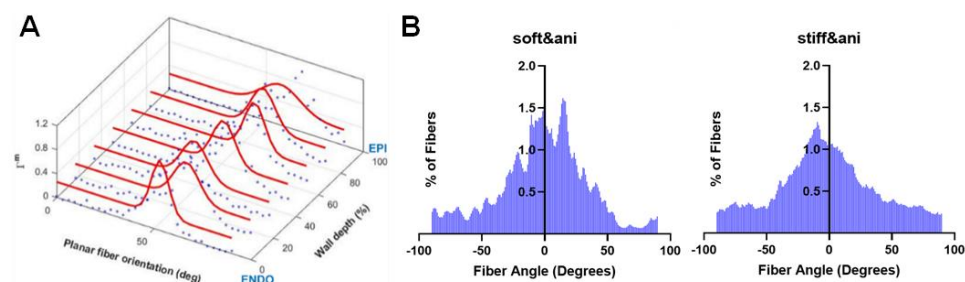 A
1.2
0.8
0.4
0
0
50
Planar fiber orientation (deg)
ENDO
0
20
40
60
80
100
Wall depth (%)
EPI
B
soft&ani
% of Fibers
2.0
1.5
1.0
0.5
-100
-50
0
50
100
Fiber Angle (Degrees)
stiff&ani
% of Fibers
2.0
1.5
1.0
0.5
-100
-50
0
50
100
Fiber Angle (Degrees)